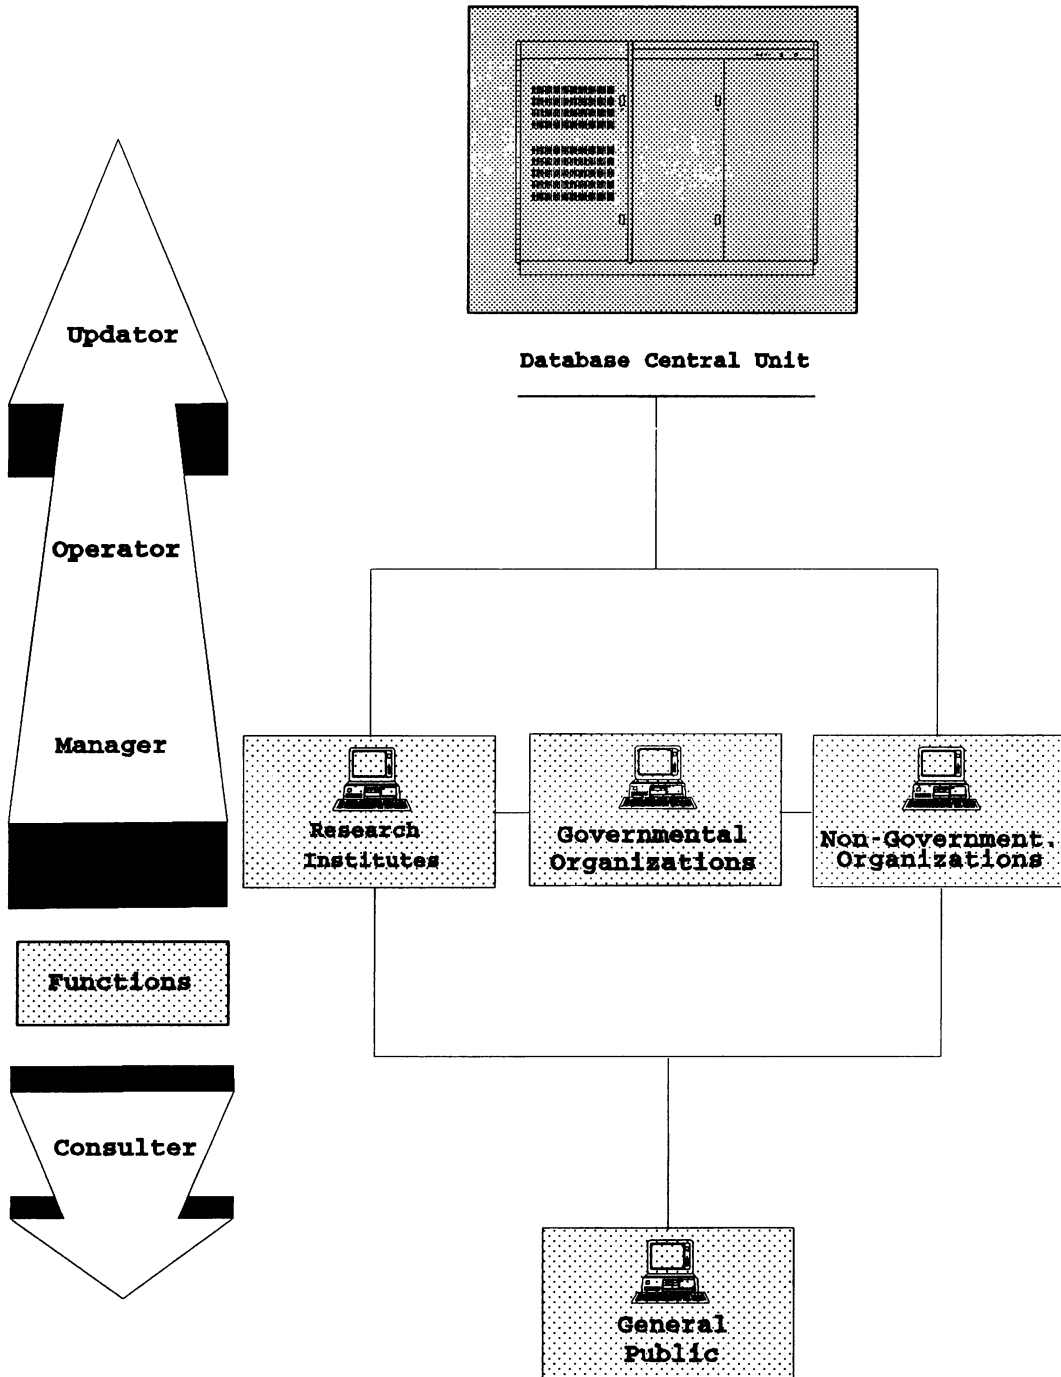 Updator
Database Central Unit
Operator
Manager
Research
Institutes
Governmental
Organizations
Non-Government.
Organizations
Functions
Consulter
General
Public